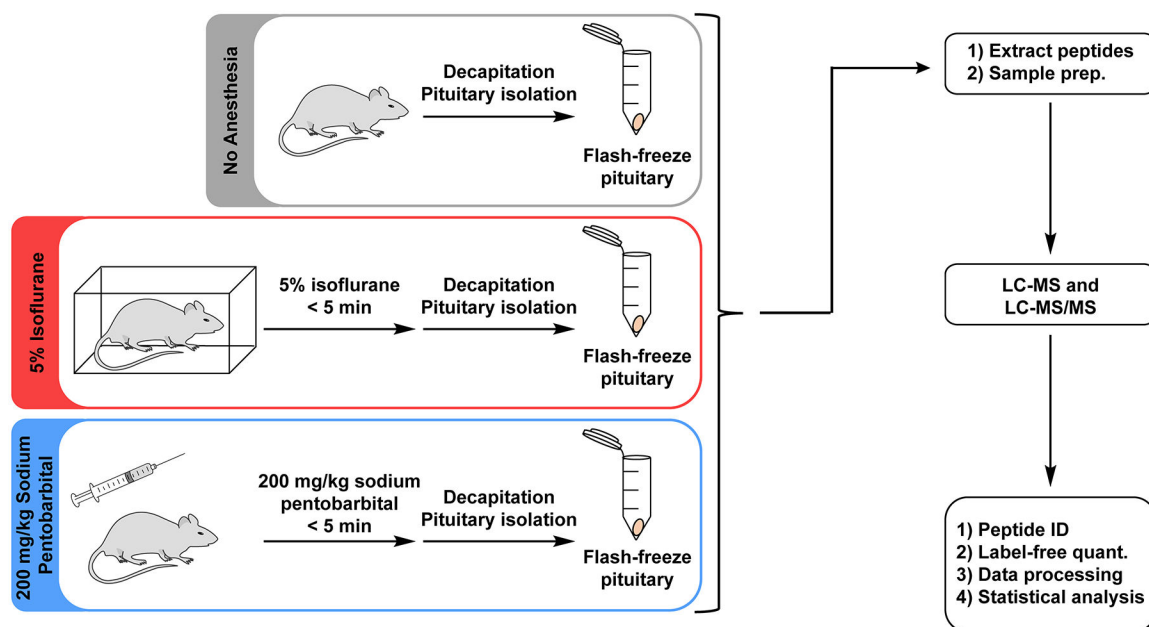 No Anesthesia
Decapitation
Pituitary isolation
Flash-freeze
pituitary
5% Isoflurane
5% isoflurane
< 5 min
Decapitation
Pituitary isolation
Flash-freeze
pituitary
200 mg/kg Sodium
Pentobarbital
200 mg/kg sodium
pentobarbital
< 5 min
Decapitation
Pituitary isolation
Flash-freeze
pituitary
1) Extract peptides
2) Sample prep.
LC-MS and
LC-MS/MS
1) Peptide ID
2) Label-free quant.
3) Data processing
4) Statistical analysis